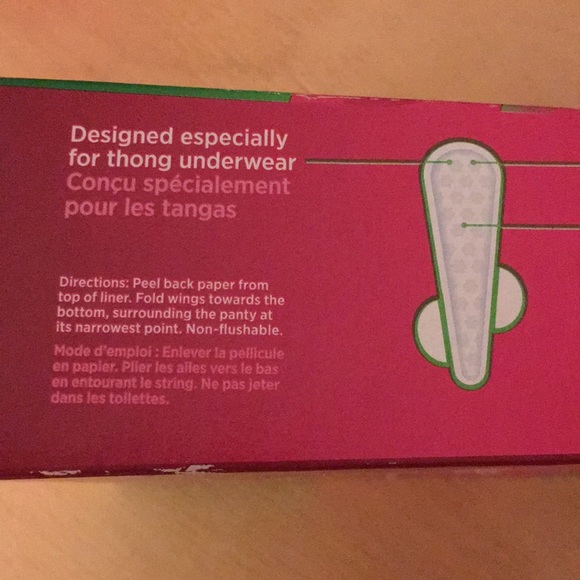 Designed especially
for thong underwear
Conçu spécialement
pour les tangas
Directions: Peel back paper from
top of liner. Fold wings towards the
bottom, surrounding the panty at
its narrowest point. Non-flushable.
Mode d'emploi : Enlever la pellicule
en papier. Plier les ailes vers le bas
en entourant le string. Ne pas jeter
dans les toilettes.